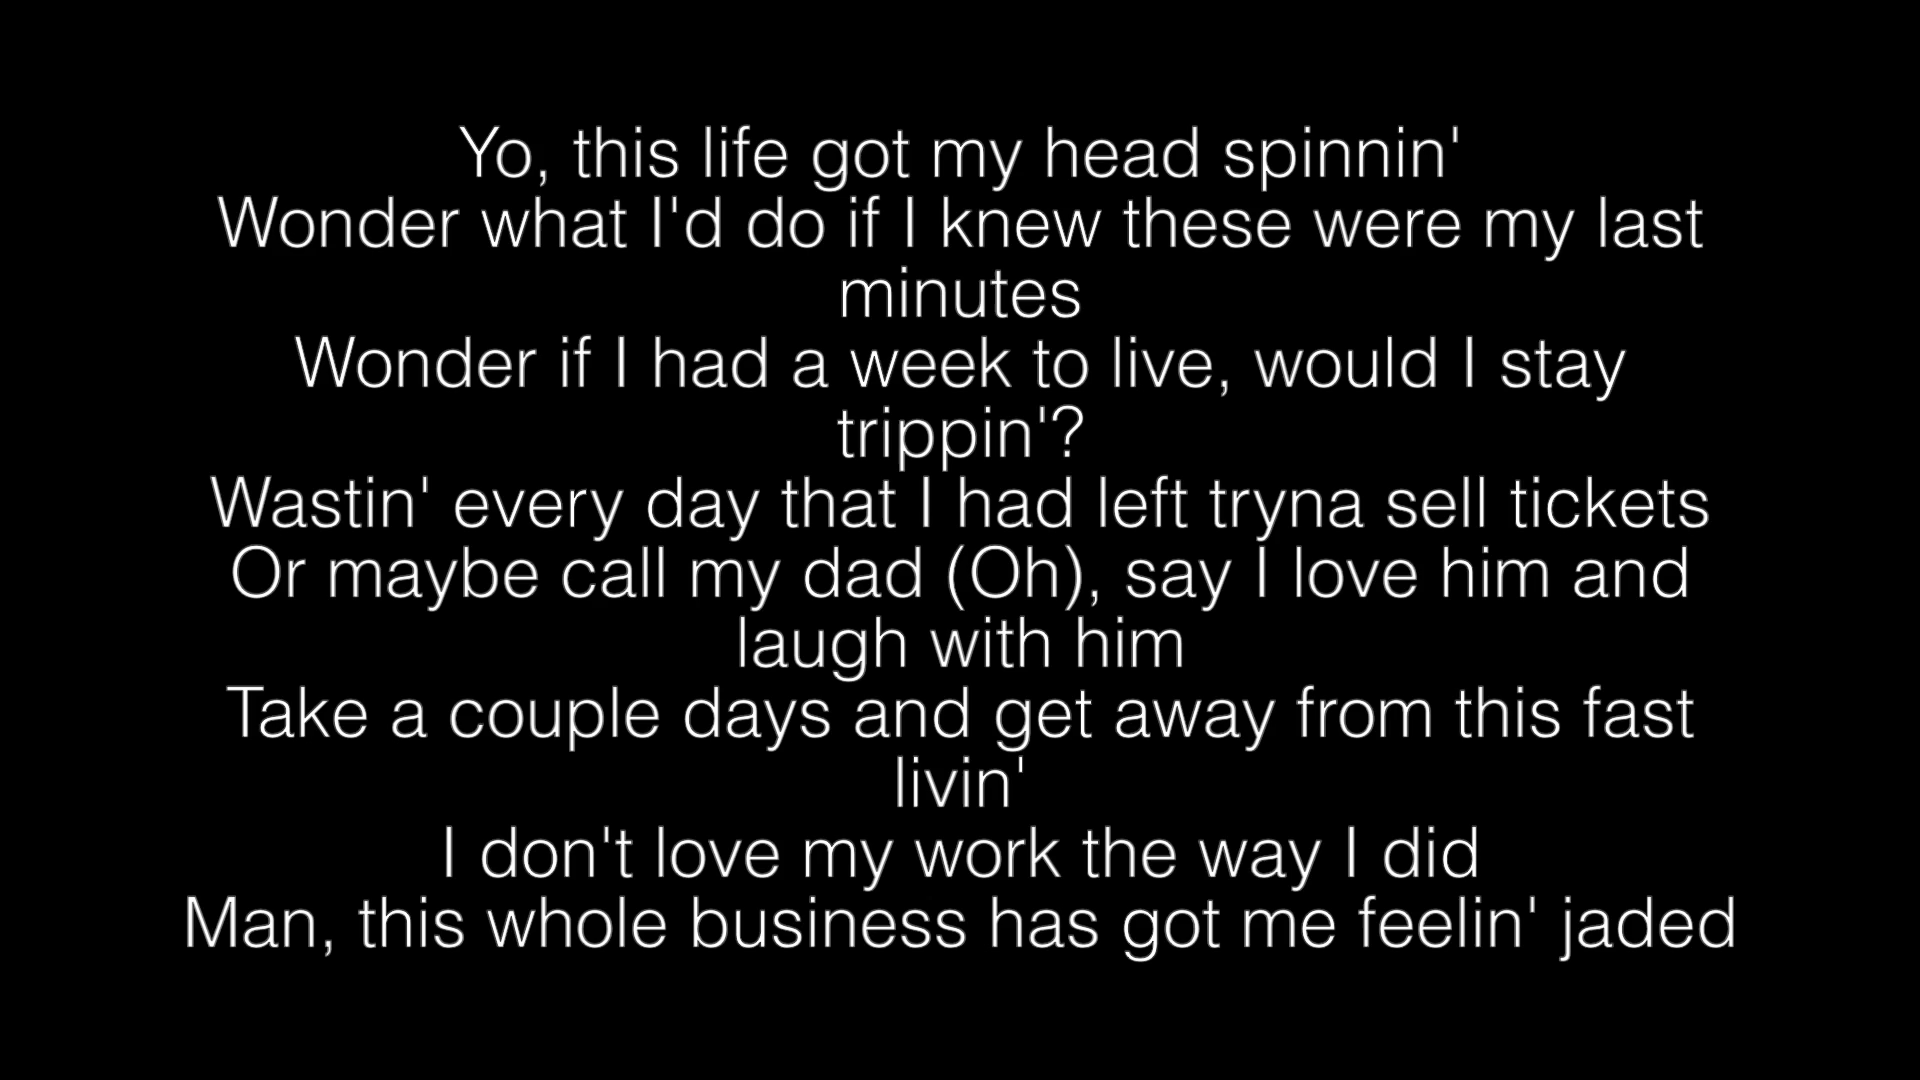 Yo, this life got my head spinnin'
Wonder what I'd do if I knew these were my last
minutes
Wonder if I had a week to live, would I stay
trippin'?
Wastin' every day that I had left tryna sell tickets
Or maybe call my dad (Oh), say I love him and
laugh with him
Take a couple days and get away from this fast
livin'
I don't love my work the way I did
Man, this whole business has got me feelin' jaded